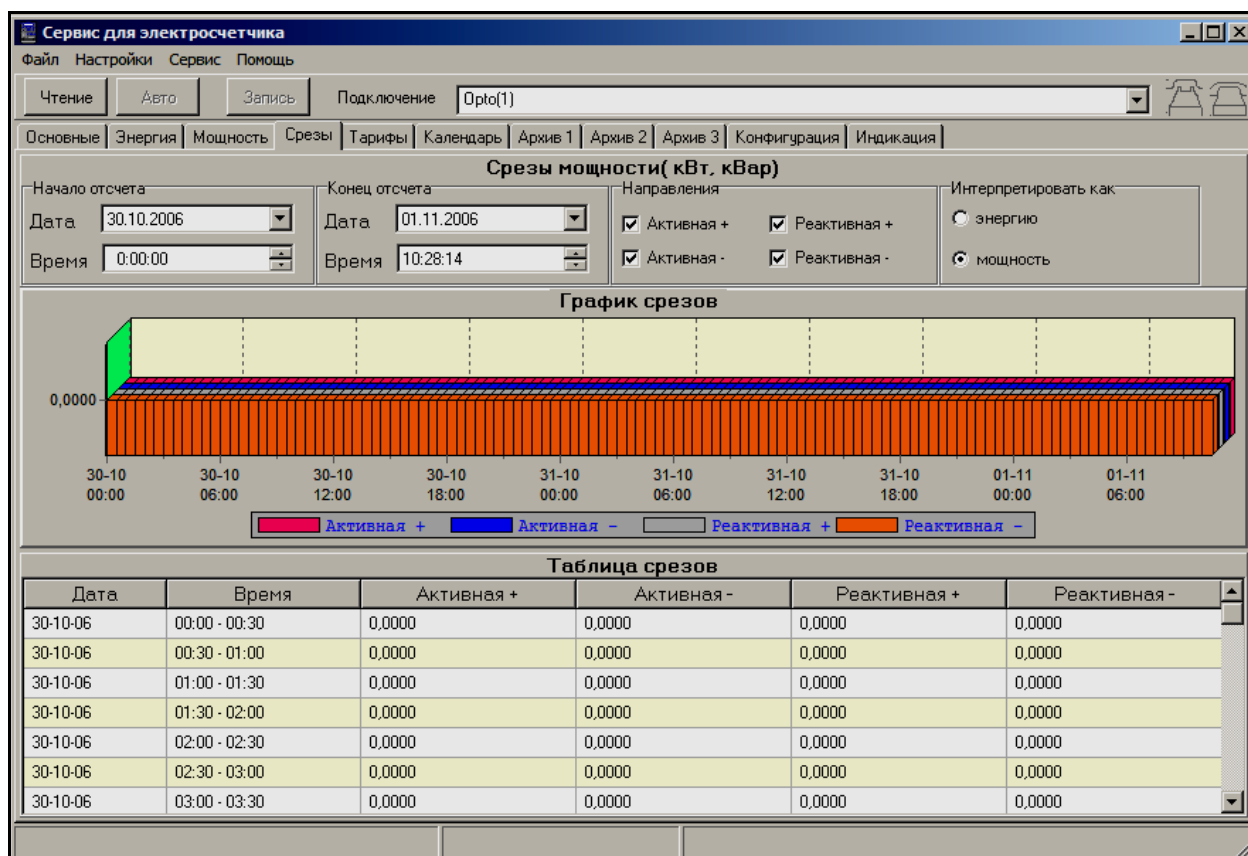 Сервис для электросчетчика
Файл Настройки Сервис Помощь
Чтение Авто Запись Подключение Opto(1)
Основные Энергия Мощность Срезы Тарифы Календарь Архив 1 Архив 2 Архив 3 Конфигурация Индикация
Срезы мощности( кВт, кВар)
Начало отсчета Конец отсчета Направления Интерпретировать как
Дата 30.10.2006 Дата 01.11.2006 Активная + Реактивная + энергию
Время 0:00:00 Время 10:28:14 Активная - Реактивная - мощность
График срезов
0,0000
30-10 30-10 30-10 30-10 31-10 31-10 31-10 31-10 01-11 01-11
00:00 06:00 12:00 18:00 00:00 06:00 12:00 18:00 00:00 06:00
Активная + Активная - Реактивная + Реактивная -
Таблица срезов
Дата Время Активная + Активная - Реактивная + Реактивная -
30-10-06 00:00 - 00:30 0,0000 0,0000 0,0000 0,0000
30-10-06 00:30 - 01:00 0,0000 0,0000 0,0000 0,0000
30-10-06 01:00 - 01:30 0,0000 0,0000 0,0000 0,0000
30-10-06 01:30 - 02:00 0,0000 0,0000 0,0000 0,0000
30-10-06 02:00 - 02:30 0,0000 0,0000 0,0000 0,0000
30-10-06 02:30 - 03:00 0,0000 0,0000 0,0000 0,0000
30-10-06 03:00 - 03:30 0,0000 0,0000 0,0000 0,0000